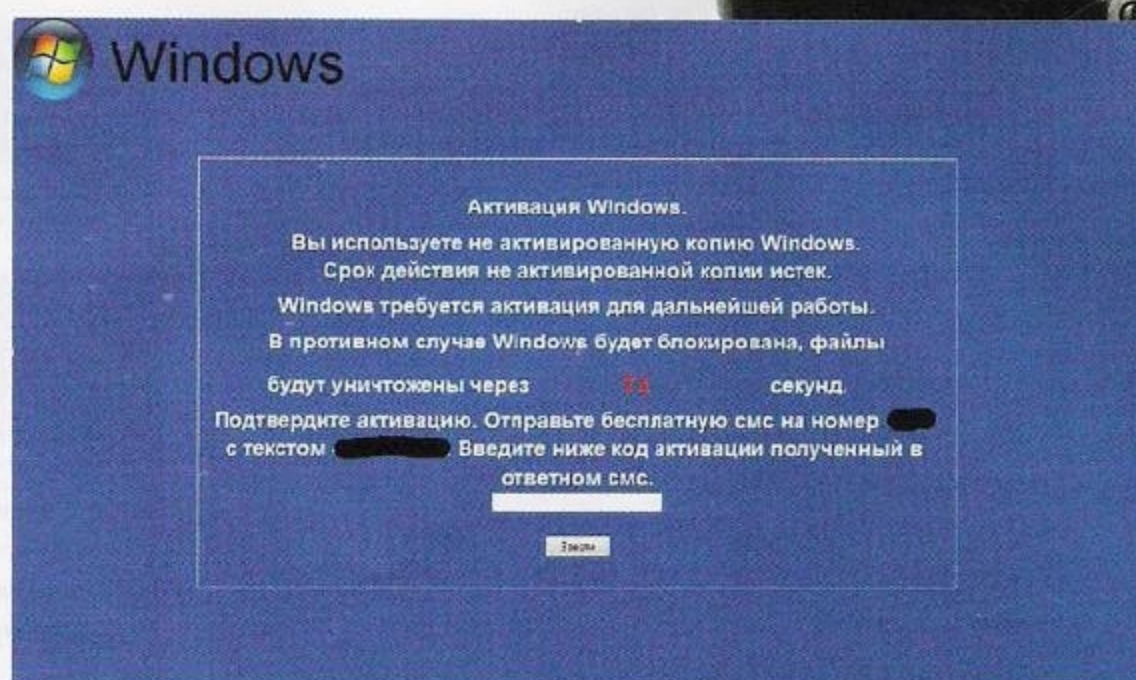 Windows
Активация Windows.
Вы используете не активированную копию Windows.
Срок действия не активированной копии истек.
Windows требуется активация для дальнейшей работы.
В противном случае Windows будет блокирована, файлы
будут уничтожены через секунд.
Подтвердите активацию. Отправьте бесплатную смс на номер
с текстом Введите ниже код активации полученный в
ответном смс.